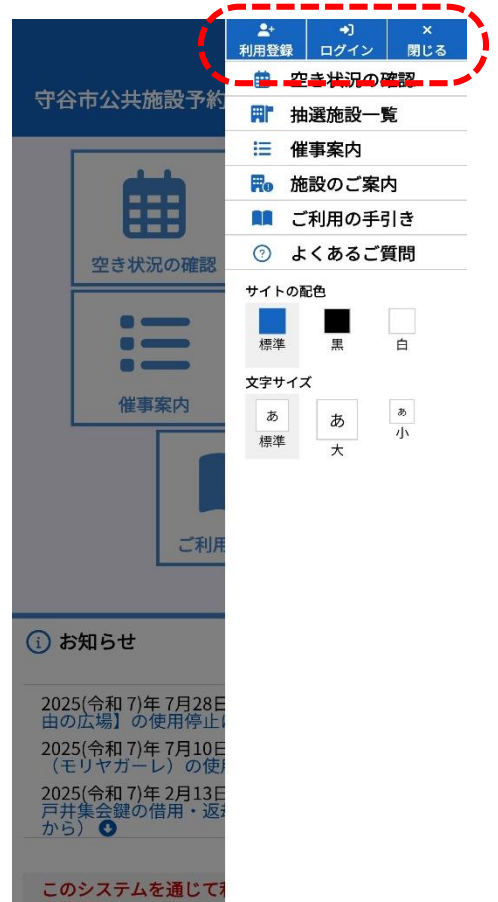 利用登録
ログイン
閉じる
空き状況の確認
抽選施設一覧
催事案内
施設のご案内
ご利用の手引き
よくあるご質問
サイトの配色
標準
黒
白
文字サイズ
あ
標準
あ
大
あ
小
守谷市公共施設予約
空き状況の確認
催事案内
ご利用
お知らせ
2025(令和 7)年 7月28日
由の広場】の使用停止
2025(令和 7)年 7月10日
（モリヤガーレ）の使
2025(令和 7)年 2月13日
戸井集会鍵の借用・返
から）
このシステムを通じて